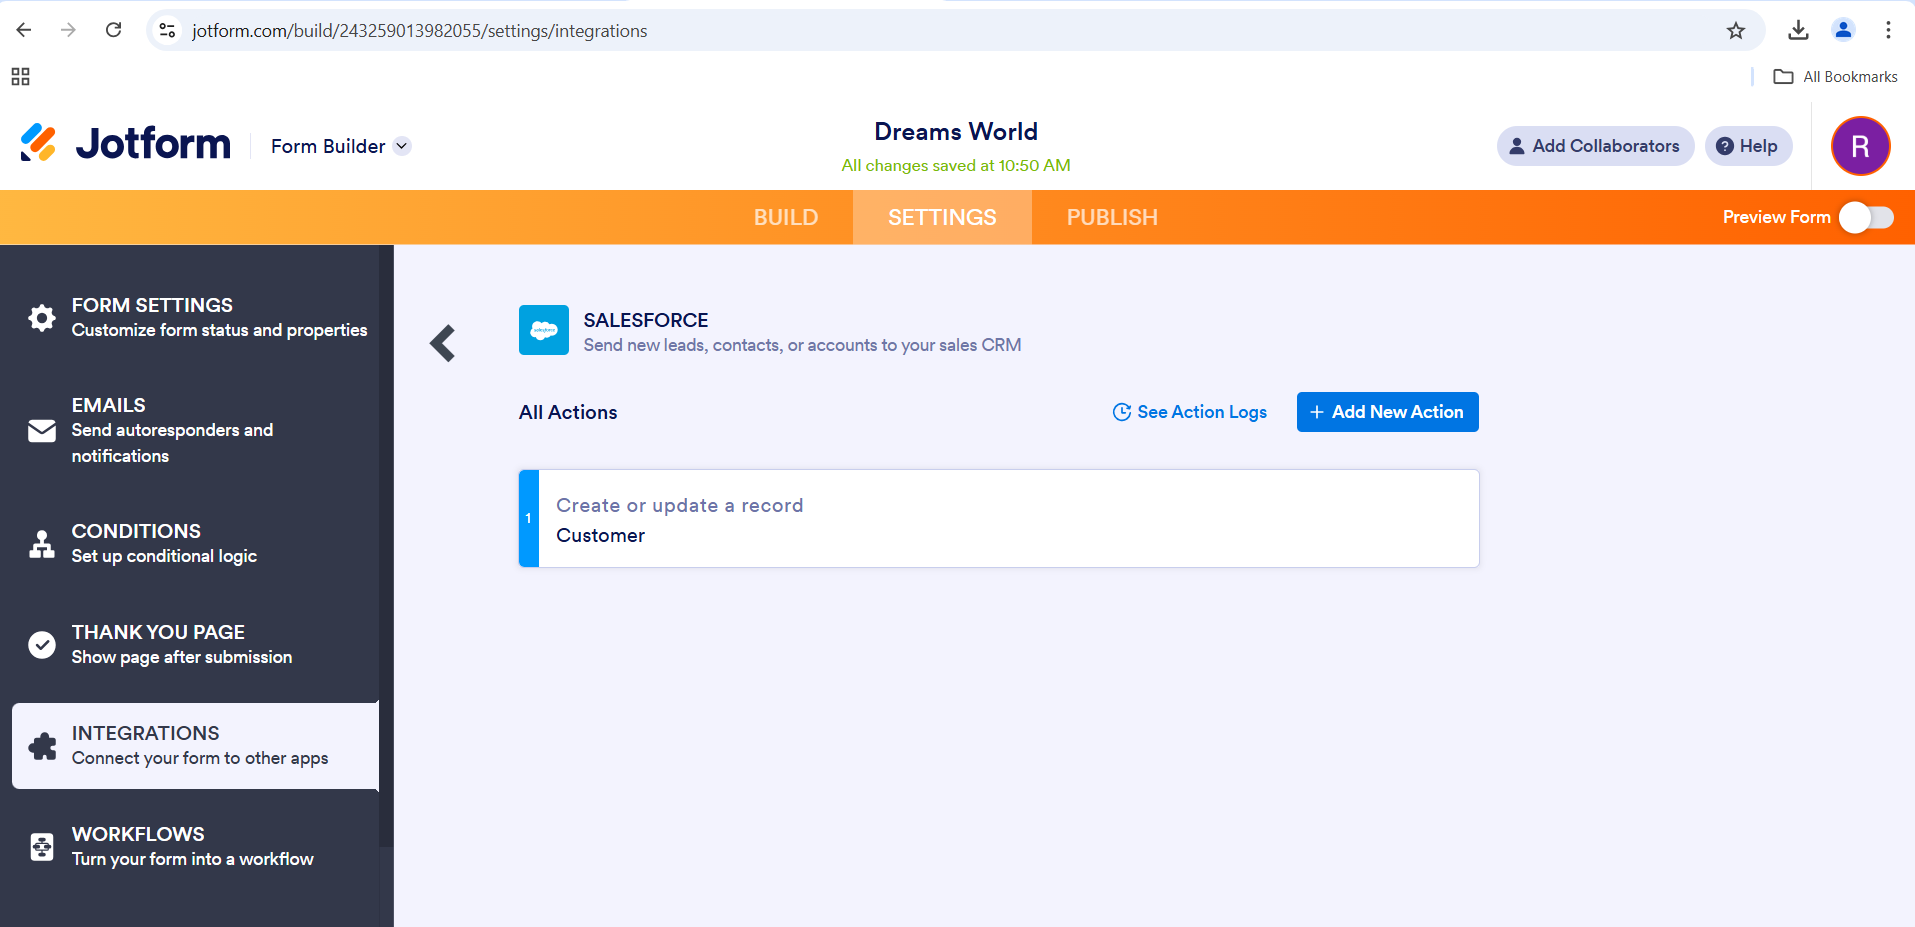 jotform.com/build/243259013982055/settings/integrations
All Bookmarks
Jotform
Form Builder
Dreams World
All changes saved at 10:50 AM
Add Collaborators
Help
R
BUILD
SETTINGS
PUBLISH
Preview Form
FORM SETTINGS
Customize form status and properties
EMAILS
Send autoresponders and
notifications
CONDITIONS
Set up conditional logic
THANK YOU PAGE
Show page after submission
INTEGRATIONS
Connect your form to other apps
WORKFLOWS
Turn your form into a workflow
salesforce
SALESFORCE
Send new leads, contacts, or accounts to your sales CRM
All Actions
See Action Logs
+ Add New Action
1
Create or update a record
Customer